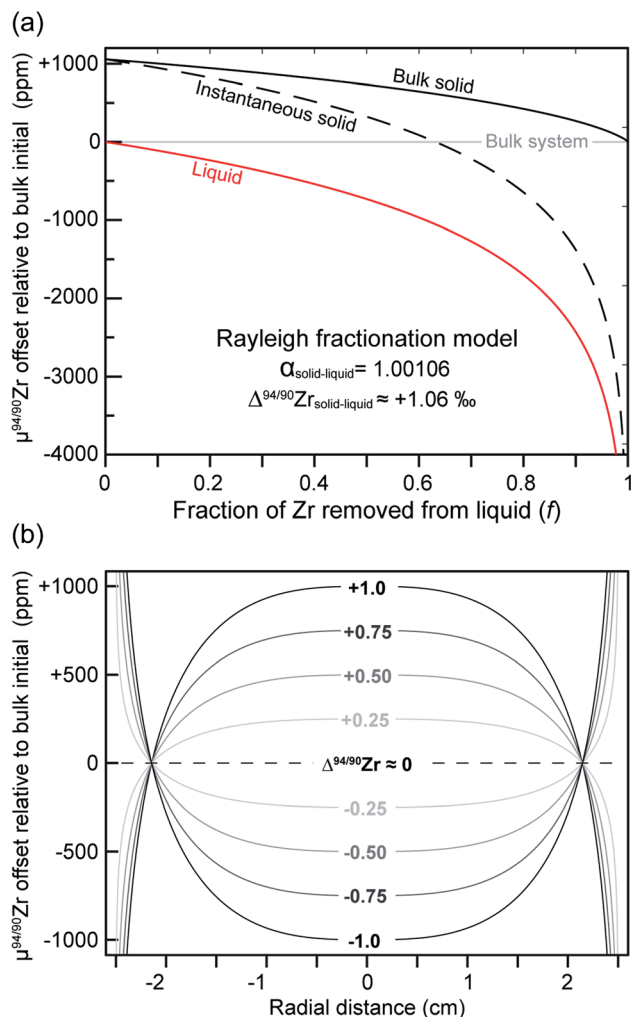 (a)
μ⁹⁴/⁹⁰Zr offset relative to bulk initial (ppm)
+1000
0
-1000
-2000
-3000
-4000
Bulk solid
Instantaneous solid
Bulk system
Liquid
Rayleigh fractionation model
αsolid-liquid= 1.00106
Δ⁹⁴/⁹⁰Zrsolid-liquid ≈ +1.06 ‰
0 0.2 0.4 0.6 0.8 1
Fraction of Zr removed from liquid (f)
(b)
μ⁹⁴/⁹⁰Zr offset relative to bulk initial (ppm)
+1000
+500
0
-500
-1000
+1.0
+0.75
+0.50
+0.25
Δ⁹⁴/⁹⁰Zr ≈ 0
-0.25
-0.50
-0.75
-1.0
-2 -1 0 1 2
Radial distance (cm)